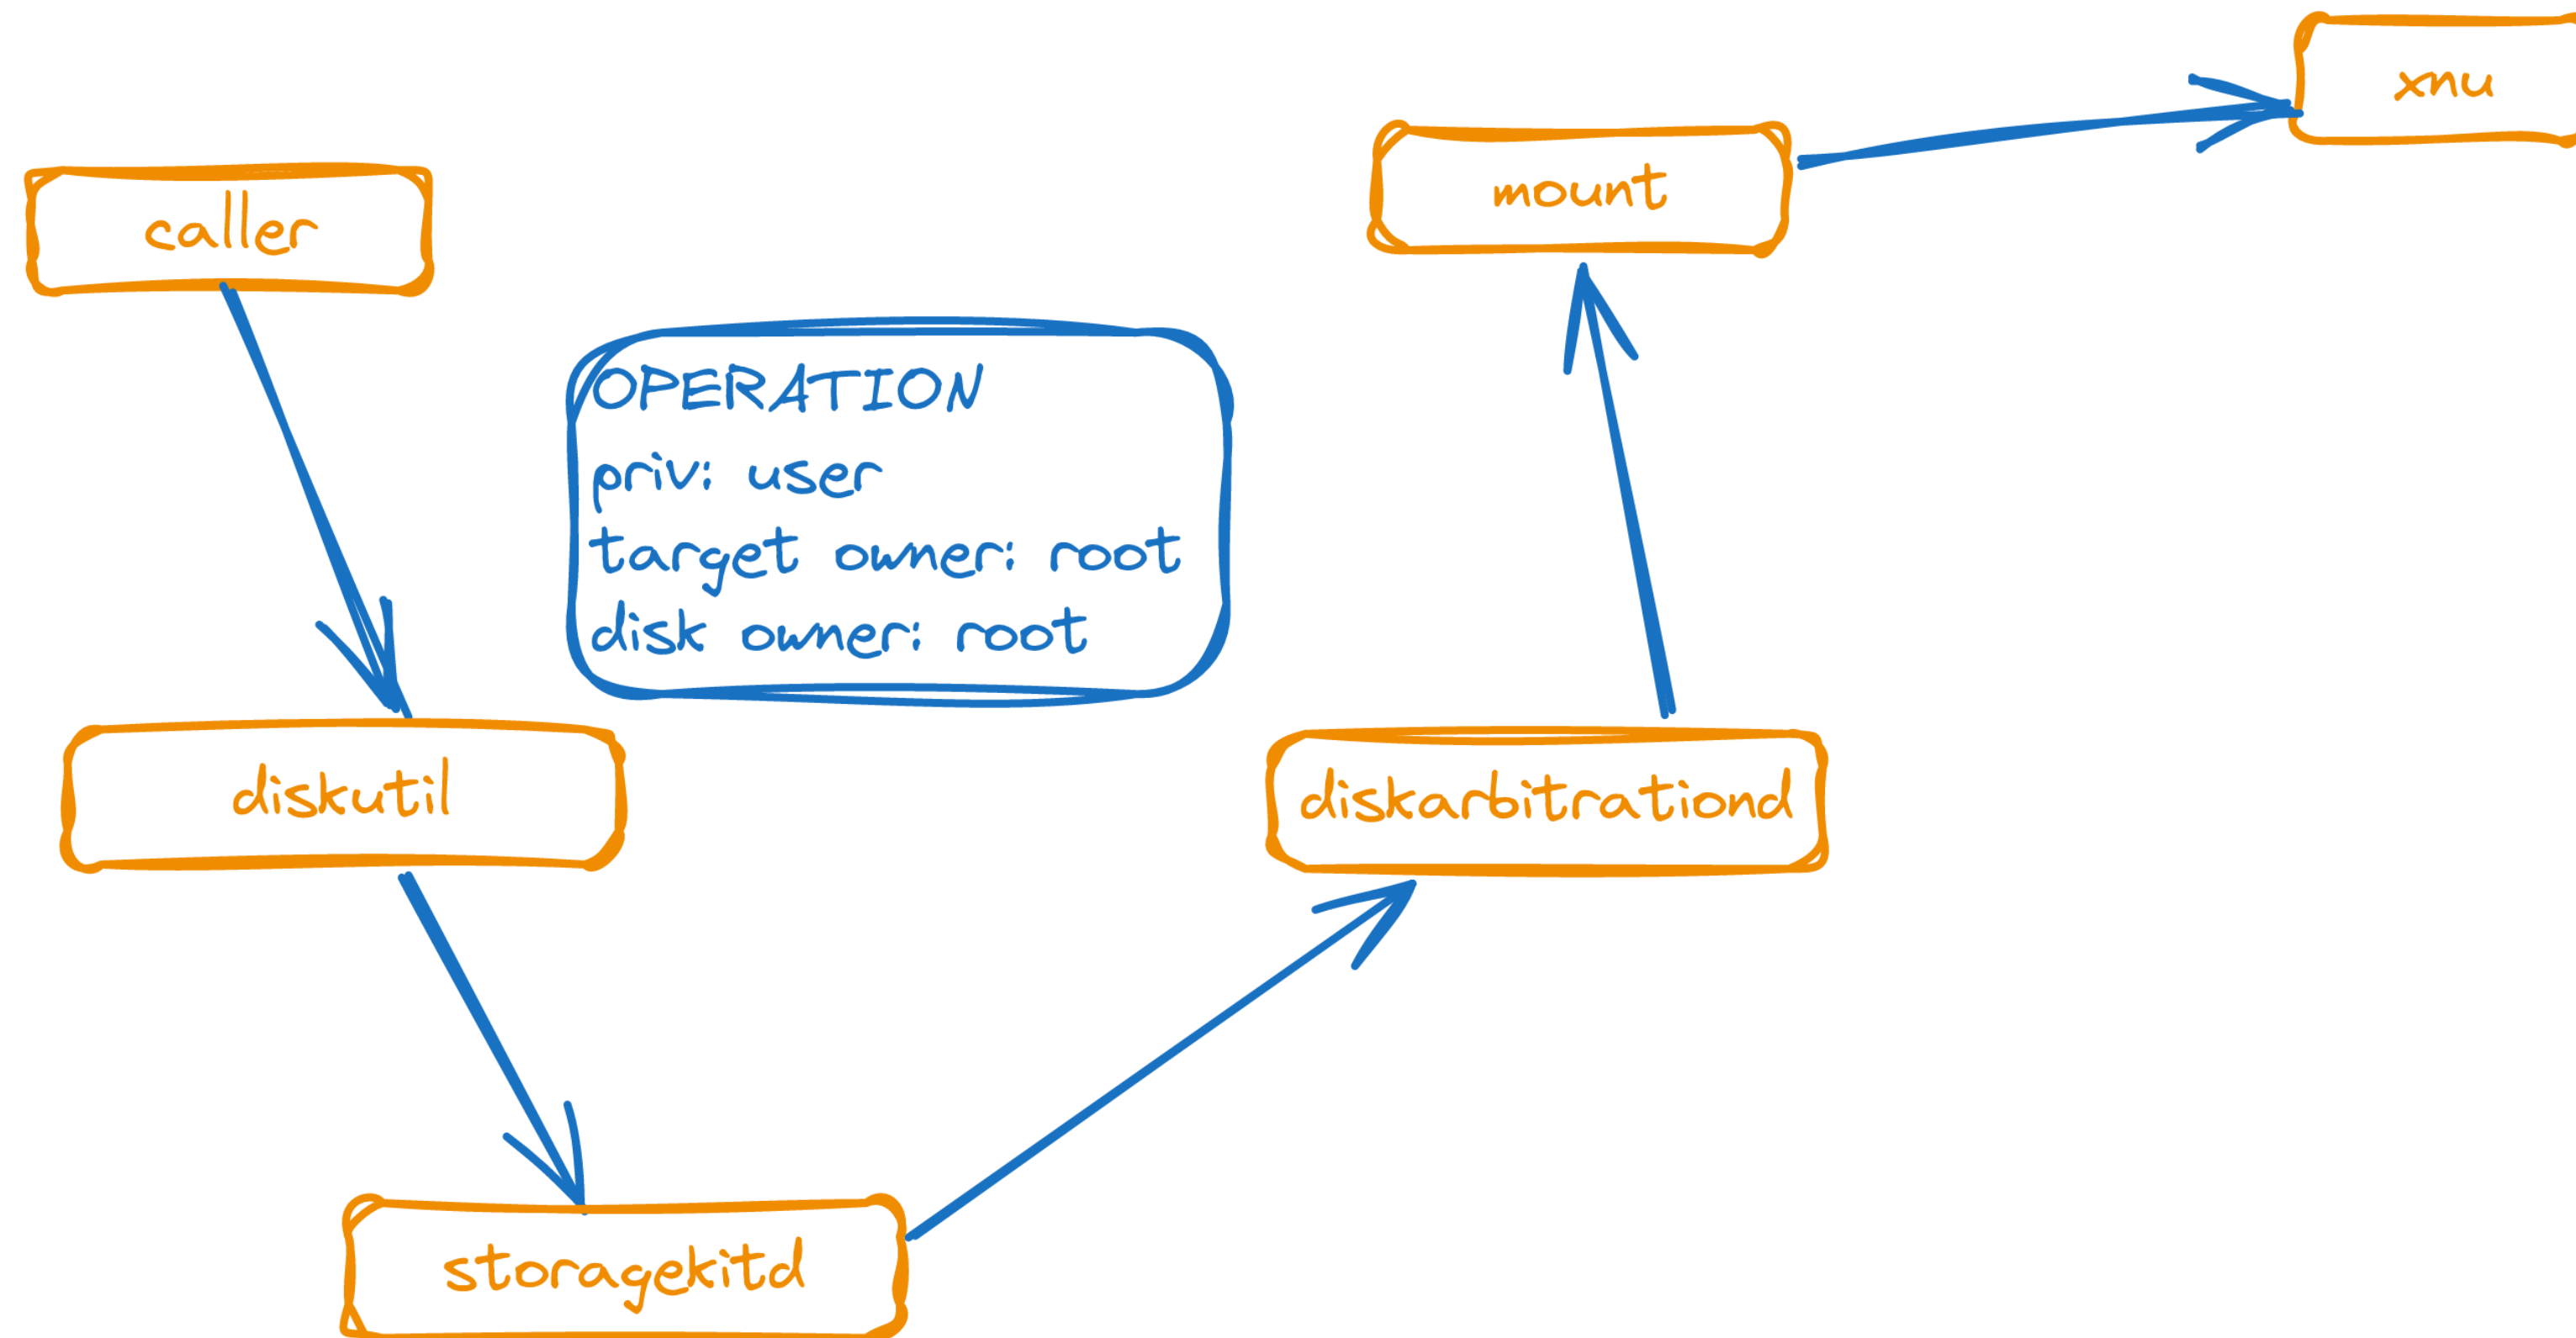 caller
diskutil
storagekitd
OPERATION
priv: user
target owner: root
disk owner: root
diskarbitrationd
mount
xnu